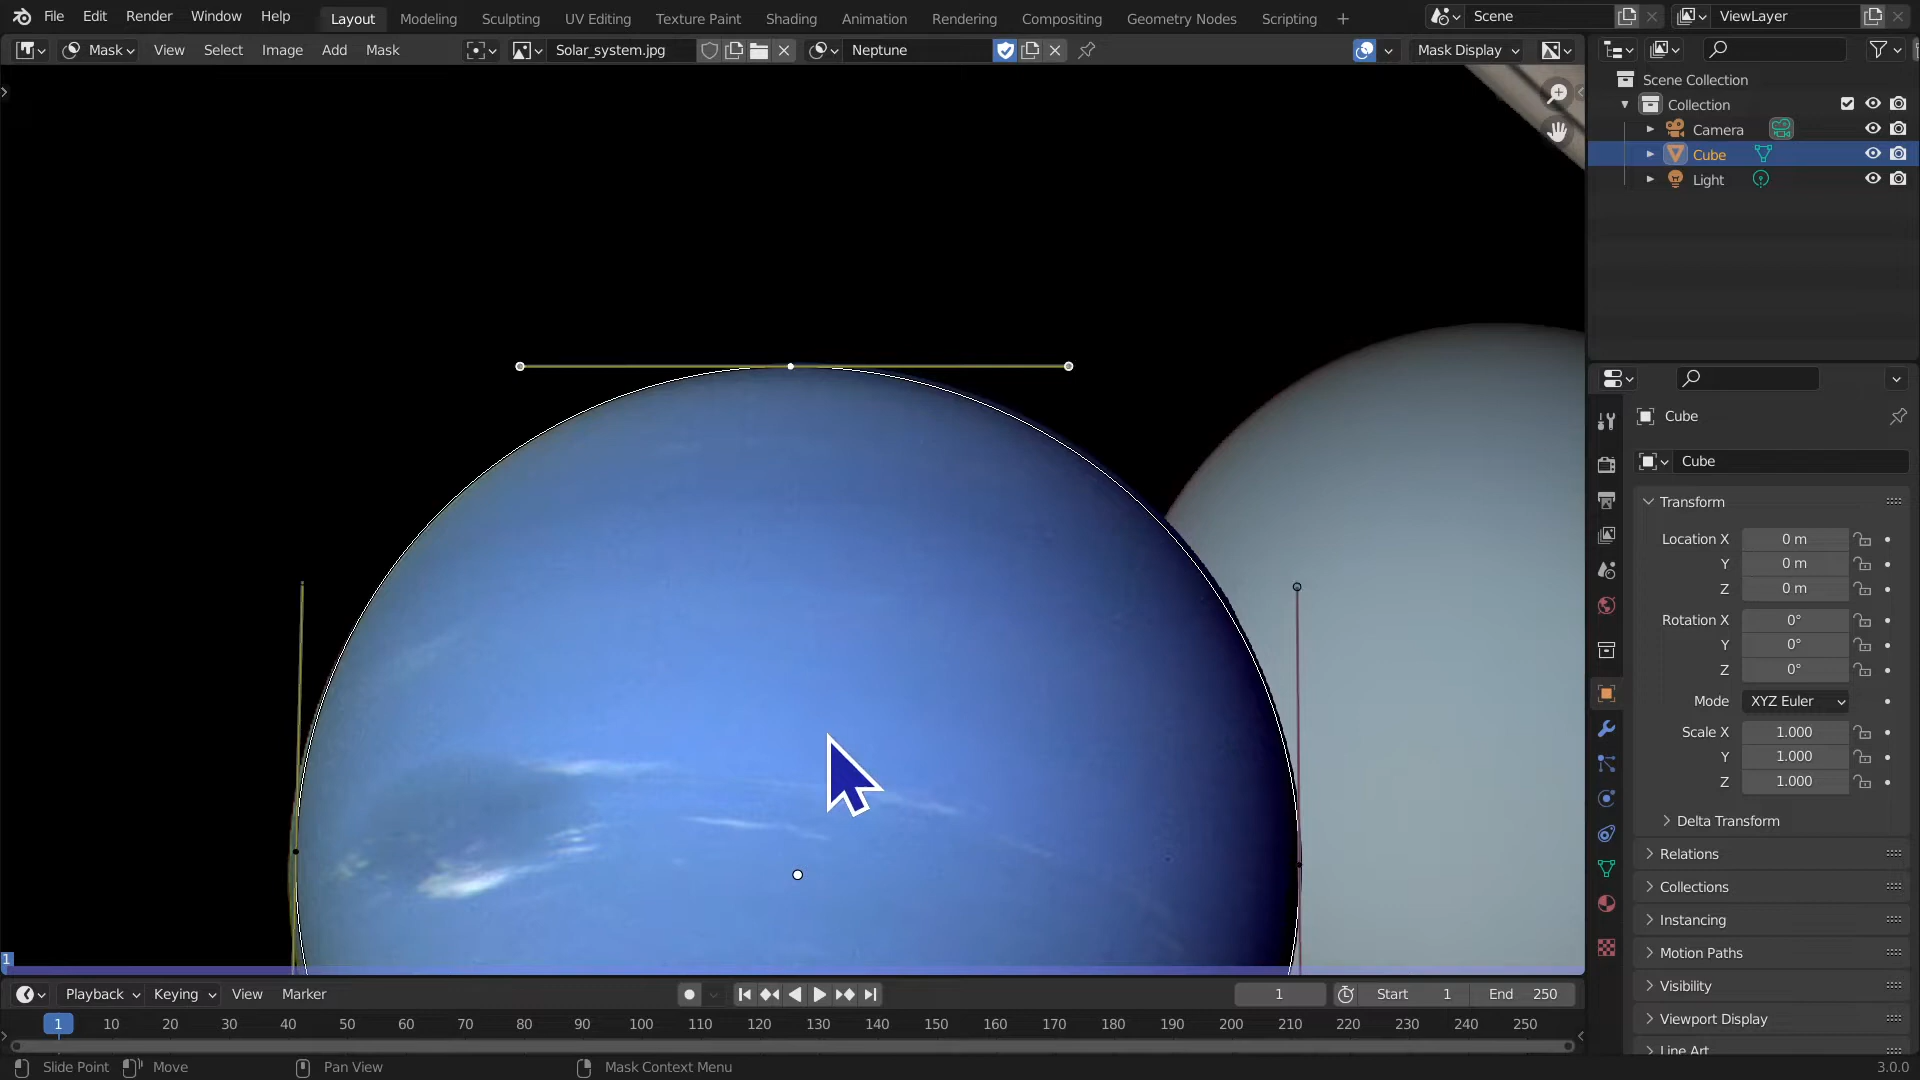 File Edit Render Window Help Layout Modeling Sculpting UV Editing Texture Paint Shading Animation Rendering Compositing Geometry Nodes Scripting + Scene ViewLayer
Mask View Select Image Add Mask Solar_system.jpg Neptune Mask Display
Scene Collection
Collection
Camera
Cube
Light
Cube
Cube
Transform
Location X 0 m
Y 0 m
Z 0 m
Rotation X 0°
Y 0°
Z 0°
Mode XYZ Euler
Scale X 1.000
Y 1.000
Z 1.000
Delta Transform
Relations
Collections
Instancing
Motion Paths
Visibility
Viewport Display
Line Art
1
Playback Keying View Marker 1 Start 1 End 250
1 10 20 30 40 50 60 70 80 90 100 110 120 130 140 150 160 170 180 190 200 210 220 230 240 250
Slide Point Move Pan View Mask Context Menu 3.0.0